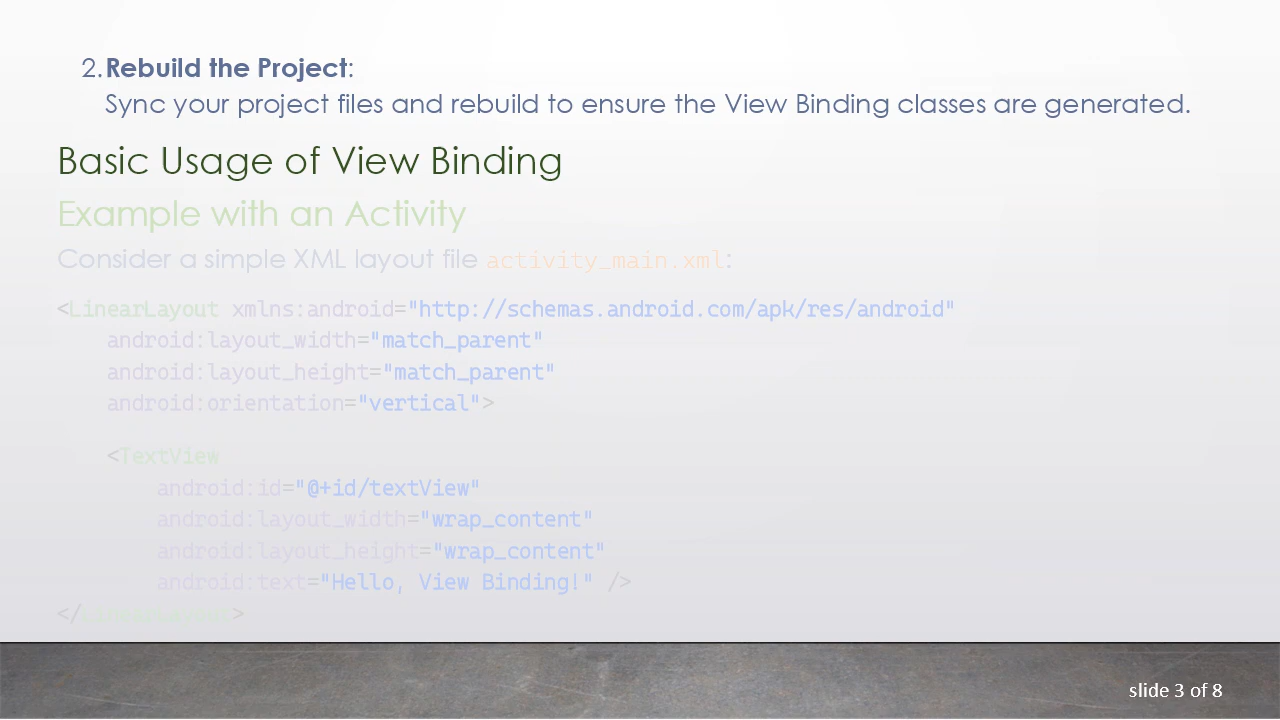 2. Rebuild the Project:
Sync your project files and rebuild to ensure the View Binding classes are generated.
Basic Usage of View Binding
Example with an Activity
Consider a simple XML layout file activity_main.xml:
<LinearLayout xmlns:android="http://schemas.android.com/apk/res/android"
    android:layout_width="match_parent"
    android:layout_height="match_parent"
    android:orientation="vertical">
    <TextView
        android:id="@+id/textView"
        android:layout_width="wrap_content"
        android:layout_height="wrap_content"
        android:text="Hello, View Binding!" />
</LinearLayout>
slide 3 of 8